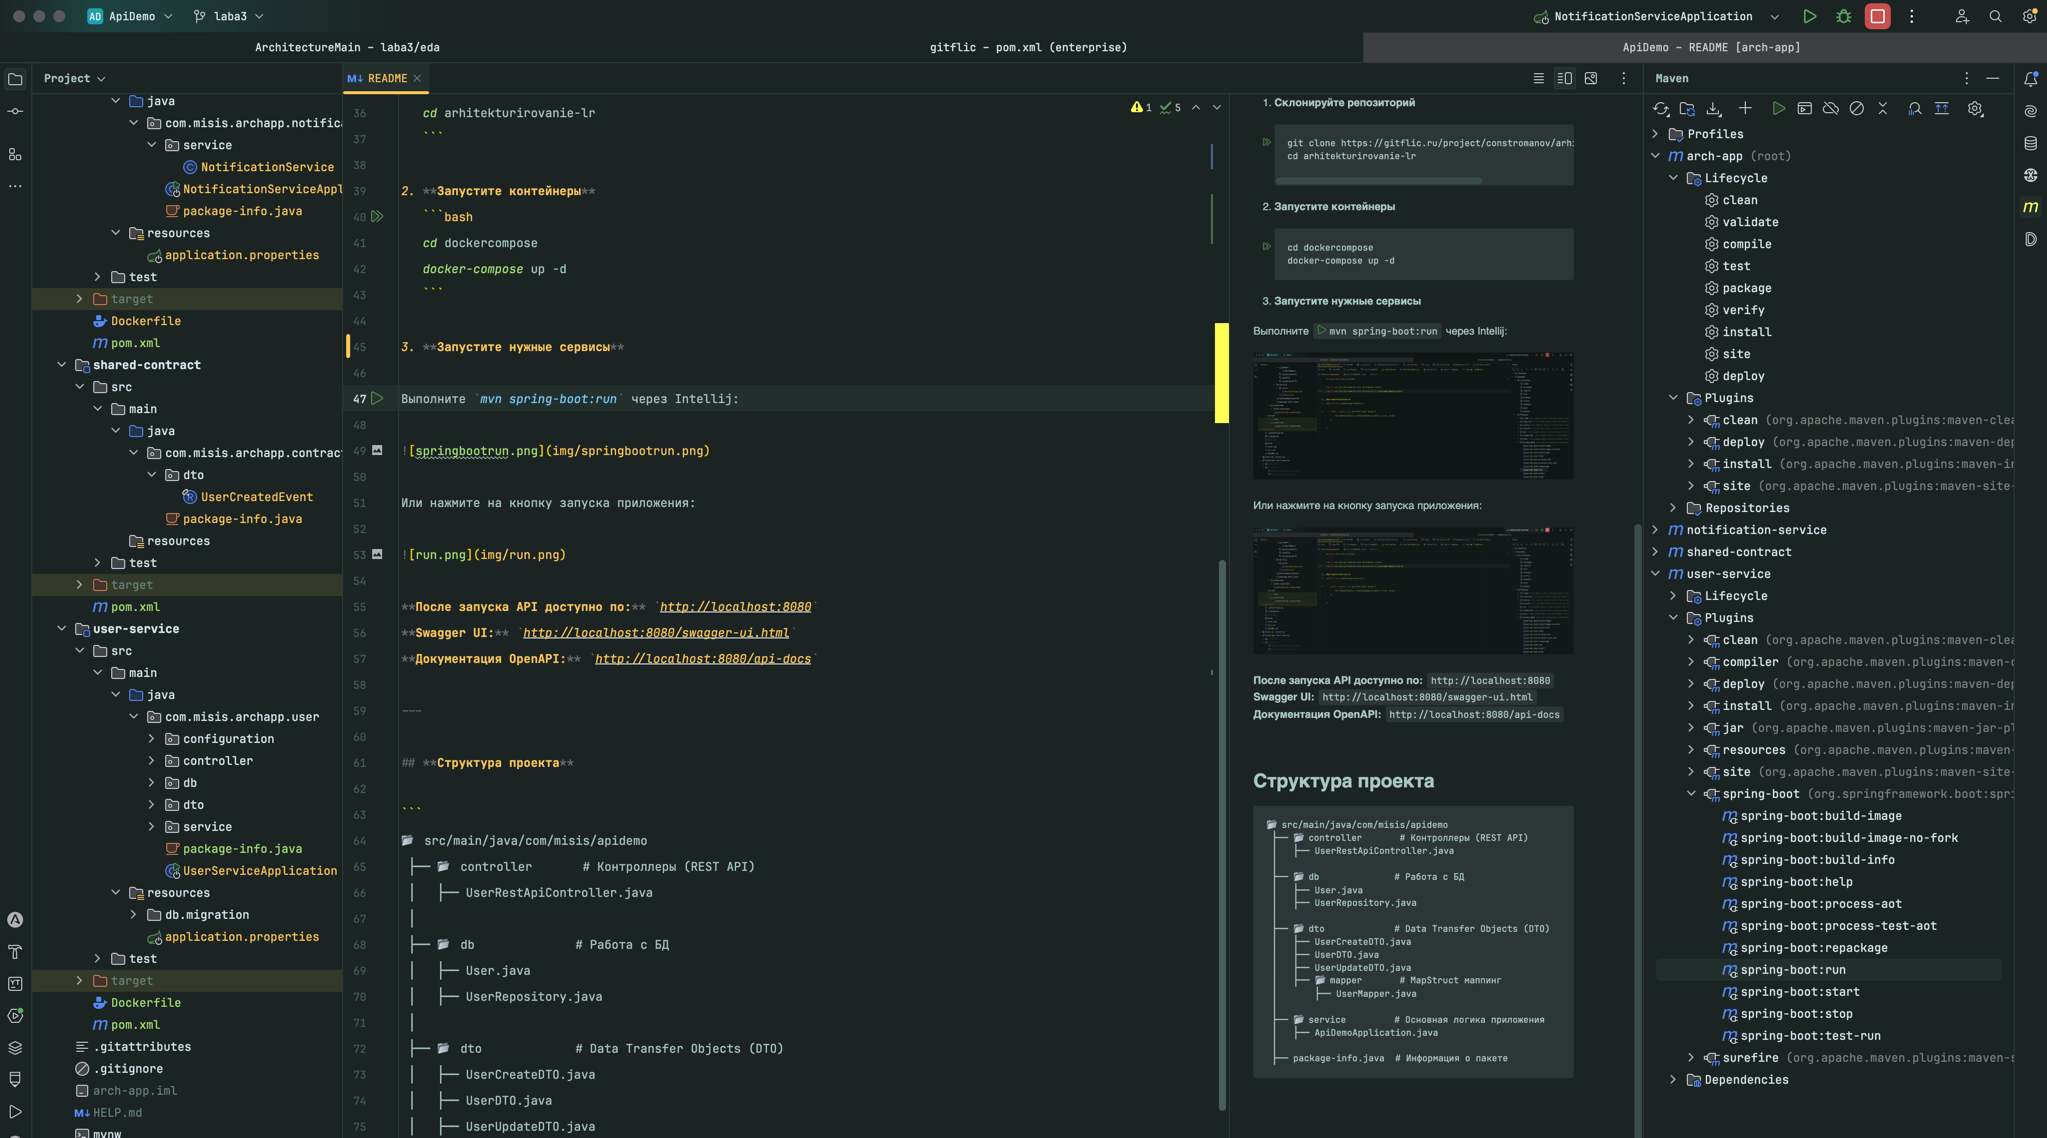 AD ApiDemo laba3
NotificationServiceApplication
ArchitectureMain – laba3/eda
gitflic – pom.xml (enterprise)
ApiDemo – README [arch-app]
Project
java
com.misis.archapp.notific
service
NotificationService
NotificationServiceAppl
package-info.java
resources
application.properties
test
target
Dockerfile
pom.xml
shared-contract
src
main
java
com.misis.archapp.contract
dto
UserCreatedEvent
package-info.java
resources
test
target
pom.xml
user-service
src
main
java
com.misis.archapp.user
configuration
controller
db
dto
service
package-info.java
UserServiceApplication
resources
db.migration
application.properties
test
target
Dockerfile
pom.xml
.gitattributes
.gitignore
arch-app.iml
M↓ HELP.md
mvnw
M↓ README
1 5
36 cd arhitekturirovanie-lr
37 ```
38
39 2. **Запустите контейнеры**
40 ```bash
41 cd dockercompose
42 docker-compose up -d
43 ```
44
45 3. **Запустите нужные сервисы**
46
47 Выполните `mvn spring-boot:run` через Intellij:
48
49 ![springbootrun.png](img/springbootrun.png)
50
51 Или нажмите на кнопку запуска приложения:
52
53 ![run.png](img/run.png)
54
55 **После запуска API доступно по:** `http://localhost:8080`
56 **Swagger UI:** `http://localhost:8080/swagger-ui.html`
57 **Документация OpenAPI:** `http://localhost:8080/api-docs`
58
59 ---
60
61 ## **Структура проекта**
62
63 ```
64 src/main/java/com/misis/apidemo
65 ├── controller # Контроллеры (REST API)
66 │ ├── UserRestApiController.java
67 │
68 ├── db # Работа с БД
69 │ ├── User.java
70 │ ├── UserRepository.java
71 │
72 ├── dto # Data Transfer Objects (DTO)
73 │ ├── UserCreateDTO.java
74 │ ├── UserDTO.java
75 │ ├── UserUpdateDTO.java
1. Склонируйте репозиторий
git clone https://gitflic.ru/project/constromanov/arhi
cd arhitekturirovanie-lr
2. Запустите контейнеры
cd dockercompose
docker-compose up -d
3. Запустите нужные сервисы
Выполните mvn spring-boot:run через Intellij:
Или нажмите на кнопку запуска приложения:
После запуска API доступно по: http://localhost:8080
Swagger UI: http://localhost:8080/swagger-ui.html
Документация OpenAPI: http://localhost:8080/api-docs
Структура проекта
src/main/java/com/misis/apidemo
├── controller # Контроллеры (REST API)
│ ├── UserRestApiController.java
├── db # Работа с БД
│ ├── User.java
│ ├── UserRepository.java
├── dto # Data Transfer Objects (DTO)
│ ├── UserCreateDTO.java
│ ├── UserDTO.java
│ ├── UserUpdateDTO.java
│ ├── mapper # MapStruct маппинг
│ ├── UserMapper.java
├── service # Основная логика приложения
│ ├── ApiDemoApplication.java
├── package-info.java # Информация о пакете
Maven
Profiles
m arch-app (root)
Lifecycle
clean
validate
compile
test
package
verify
install
site
deploy
Plugins
clean (org.apache.maven.plugins:maven-clea
deploy (org.apache.maven.plugins:maven-dep
install (org.apache.maven.plugins:maven-in
site (org.apache.maven.plugins:maven-site-
Repositories
m notification-service
m shared-contract
m user-service
Lifecycle
Plugins
clean (org.apache.maven.plugins:maven-clea
compiler (org.apache.maven.plugins:maven-c
deploy (org.apache.maven.plugins:maven-dep
install (org.apache.maven.plugins:maven-in
jar (org.apache.maven.plugins:maven-jar-pl
resources (org.apache.maven.plugins:maven-
site (org.apache.maven.plugins:maven-site-
spring-boot (org.springframework.boot:spri
spring-boot:build-image
spring-boot:build-image-no-fork
spring-boot:build-info
spring-boot:help
spring-boot:process-aot
spring-boot:process-test-aot
spring-boot:repackage
spring-boot:run
spring-boot:start
spring-boot:stop
spring-boot:test-run
surefire (org.apache.maven.plugins:maven-s
Dependencies